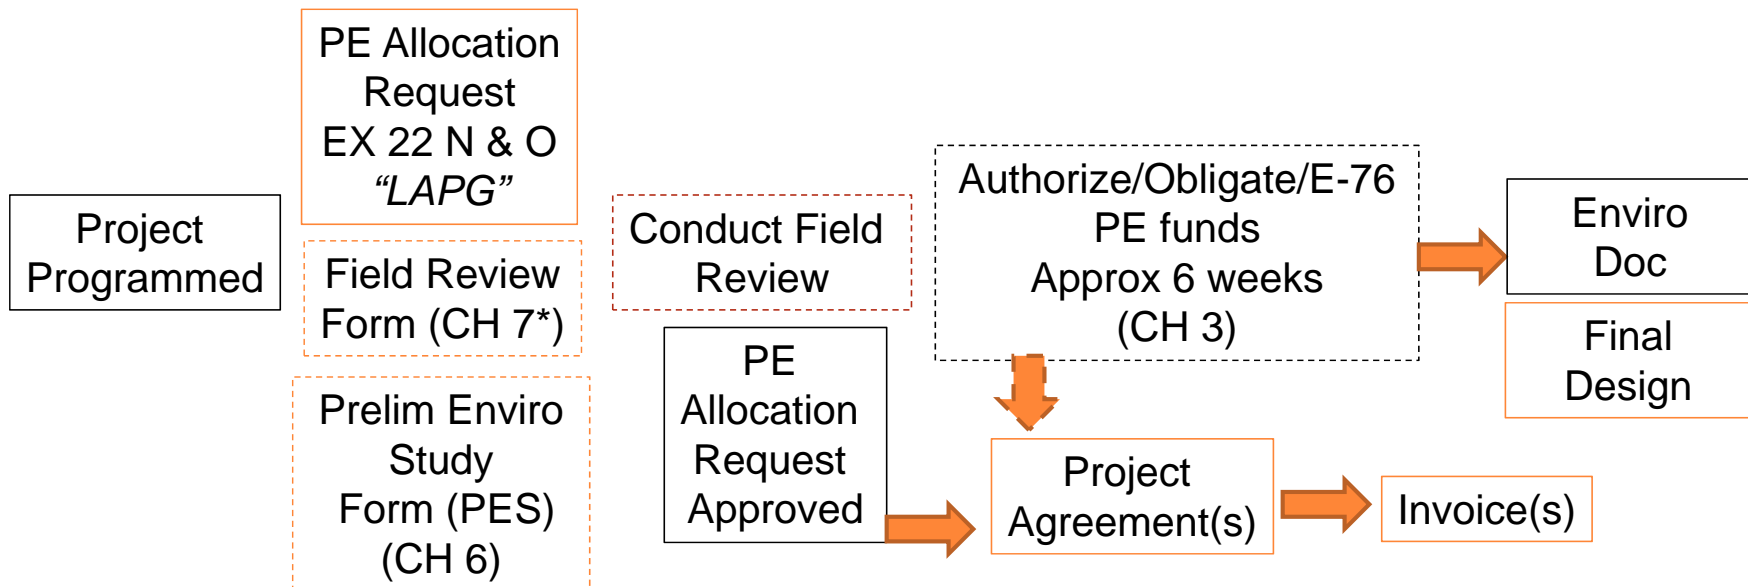 Project
Programmed
PE Allocation
Request
EX 22 N & O
“LAPG”
Field Review
Form (CH 7*)
Prelim Enviro
Study
Form (PES)
(CH 6)
Conduct Field
Review
PE
Allocation
Request
Approved
Authorize/Obligate/E-76
PE funds
Approx 6 weeks
(CH 3)
Project
Agreement(s)
Invoice(s)
Enviro
Doc
Final
Design